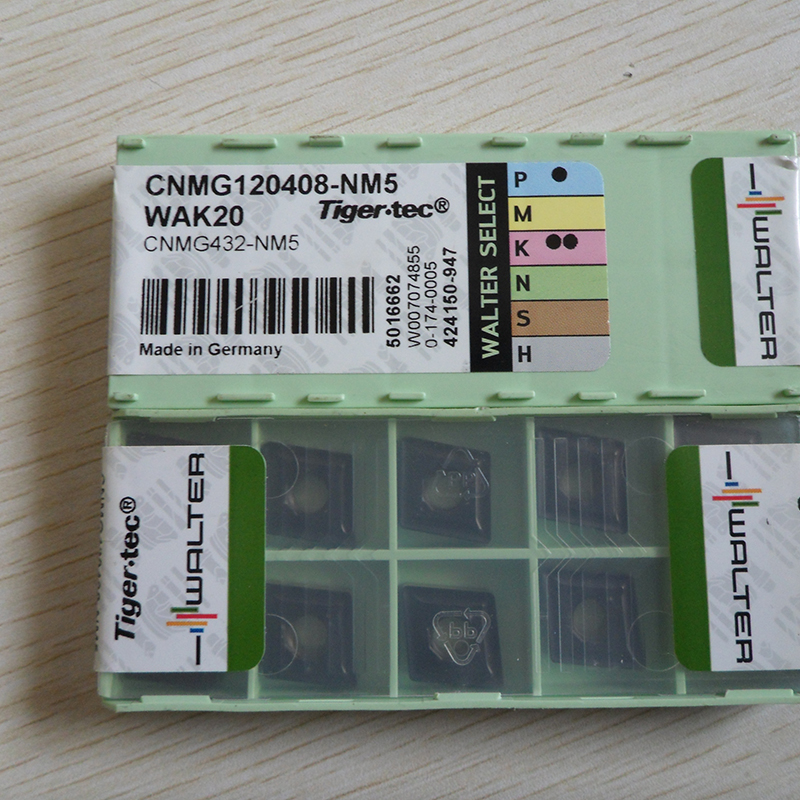 CNMG120408-NM5
WAK20
Tiger·tec®
CNMG432-NM5
Made in Germany
5016662
W007074855
0-174-0005
424150-947
WALTER SELECT
P
M
K
N
S
H
WALTER
Tiger·tec®
WALTER
WALTER